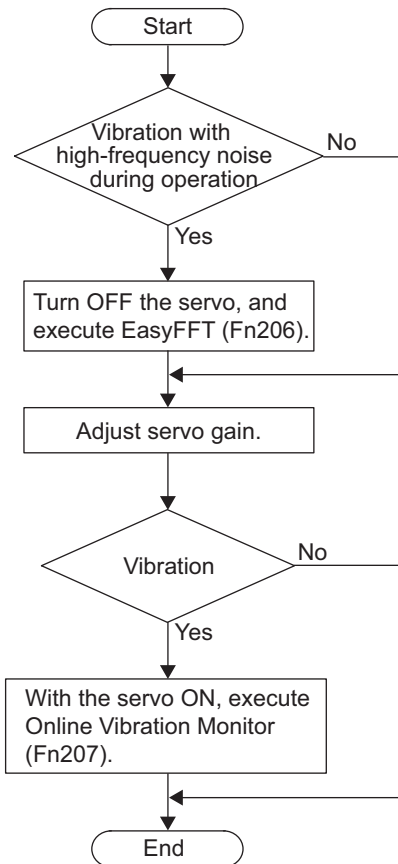 Start
Vibration with
high-frequency noise
during operation
No
Yes
Turn OFF the servo, and
execute EasyFFT (Fn206).
Adjust servo gain.
Vibration
No
Yes
With the servo ON, execute
Online Vibration Monitor
(Fn207).
End